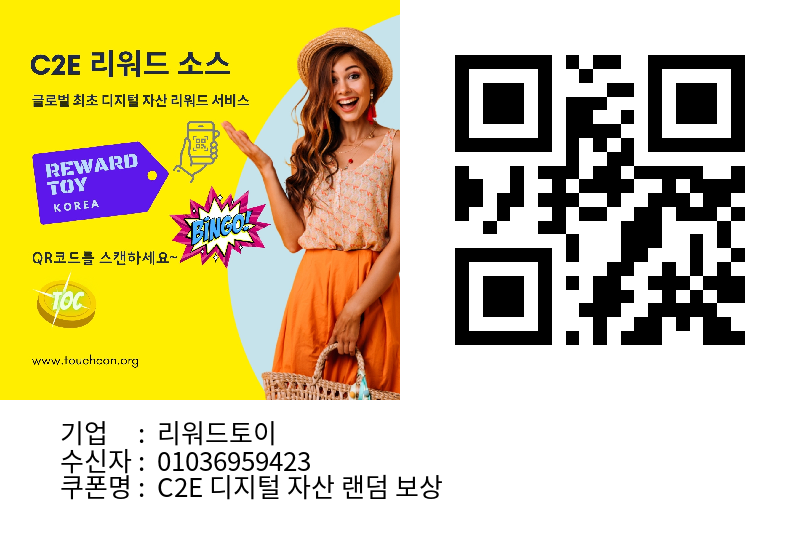 C2E 리워드 소스
글로벌 최초 디지털 자산 리워드 서비스
REWARD
TOY
KOREA
BINGO!
QR코드를 스캔하세요~
TOC
www.touchcon.org
기업 : 리워드토이
수신자 : 01036959423
쿠폰명 : C2E 디지털 자산 랜덤 보상